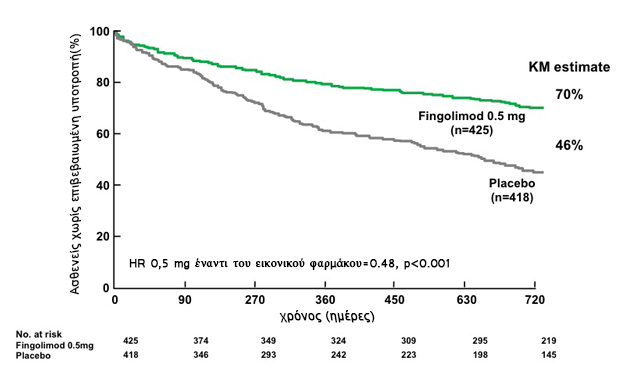 Ασθενείς χωρίς επιβεβαιωμένη υποτροπή(%)
100
80
60
40
20
0
KM estimate
70%
Fingolimod 0.5 mg
(n=425)
46%
Placebo
(n=418)
HR 0,5 mg έναντι του εικονικού φαρμάκου=0.48, p<0.001
0 90 180 270 360 450 630 720
χρόνος (ημέρες)
No. at risk
Fingolimod 0.5mg 425 374 349 324 309 295 219
Placebo 418 346 293 242 223 198 145